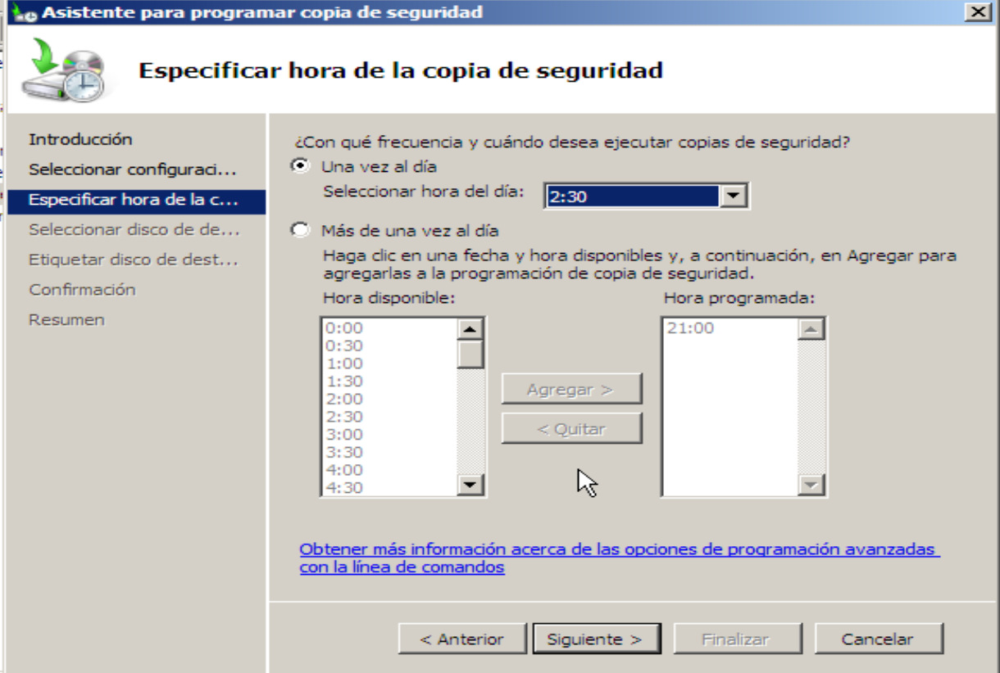 Asistente para programar copia de seguridad
Especificar hora de la copia de seguridad
Introducción
Seleccionar configuraci...
Especificar hora de la c...
Seleccionar disco de de...
Etiquetar disco de dest...
Confirmación
Resumen
¿Con qué frecuencia y cuándo desea ejecutar copias de seguridad?
Una vez al día
Seleccionar hora del día: 2:30
Más de una vez al día
Haga clic en una fecha y hora disponibles y, a continuación, en Agregar para
agregarlas a la programación de copia de seguridad.
Hora disponible:
0:00
0:30
1:00
1:30
2:00
2:30
3:00
3:30
4:00
4:30
Agregar >
< Quitar
Hora programada:
21:00
Obtener más información acerca de las opciones de programación avanzadas
con la línea de comandos
< Anterior
Siguiente >
Finalizar
Cancelar